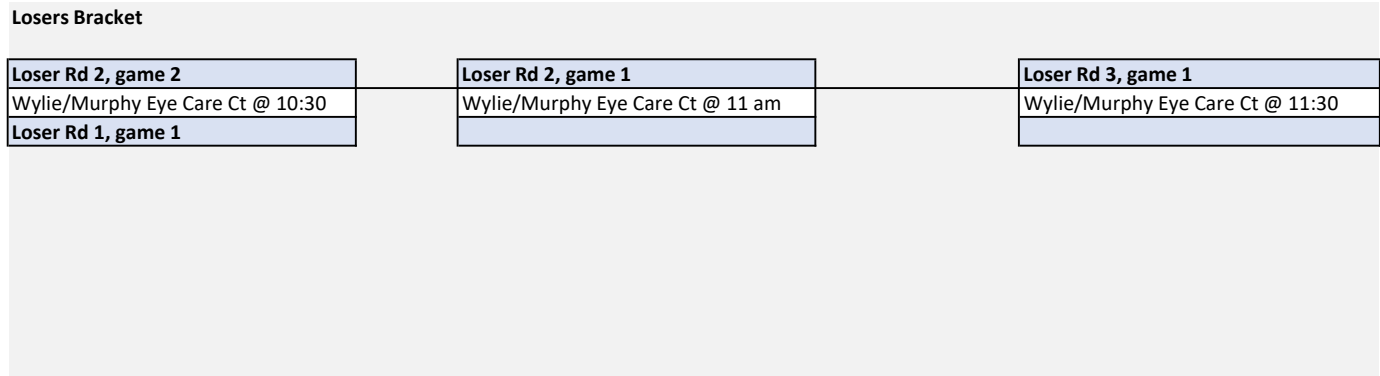 Losers Bracket
Loser Rd 2, game 2
Wylie/Murphy Eye Care Ct @ 10:30
Loser Rd 1, game 1
Loser Rd 2, game 1
Wylie/Murphy Eye Care Ct @ 11 am
Loser Rd 3, game 1
Wylie/Murphy Eye Care Ct @ 11:30